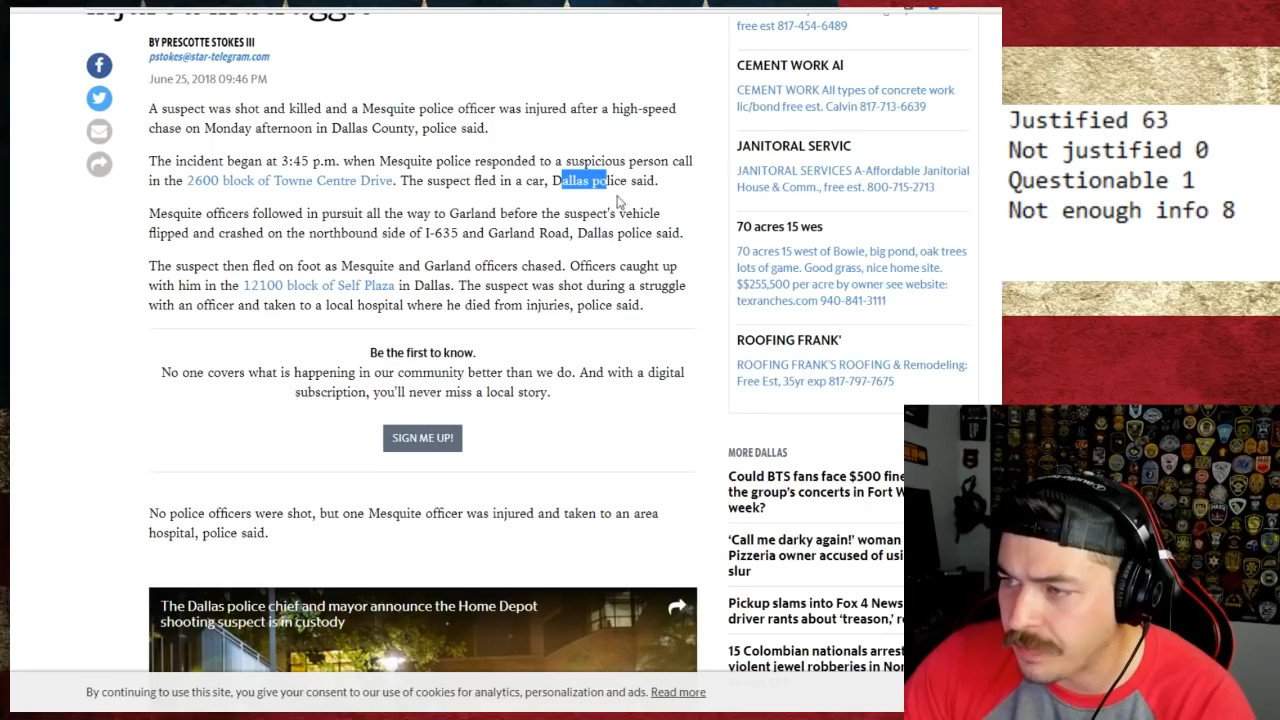 BY PRESCOTTE STOKES III
pstokes@star-telegram.com
June 25, 2018 09:46 PM
A suspect was shot and killed and a Mesquite police officer was injured after a high-speed
chase on Monday afternoon in Dallas County, police said.
The incident began at 3:45 p.m. when Mesquite police responded to a suspicious person call
in the 2600 block of Towne Centre Drive. The suspect fled in a car, Dallas police said.
Mesquite officers followed in pursuit all the way to Garland before the suspect's vehicle
flipped and crashed on the northbound side of I-635 and Garland Road, Dallas police said.
The suspect then fled on foot as Mesquite and Garland officers chased. Officers caught up
with him in the 12100 block of Self Plaza in Dallas. The suspect was shot during a struggle
with an officer and taken to a local hospital where he died from injuries, police said.
Be the first to know.
No one covers what is happening in our community better than we do. And with a digital
subscription, you'll never miss a local story.
SIGN ME UP!
No police officers were shot, but one Mesquite officer was injured and taken to an area
hospital, police said.
The Dallas police chief and mayor announce the Home Depot
shooting suspect is in custody
free est 817-454-6489
CEMENT WORK Al
CEMENT WORK All types of concrete work
lic/bond free est. Calvin 817-713-6639
JANITORAL SERVIC
JANITORAL SERVICES A-Affordable Janitorial
House & Comm., free est. 800-715-2713
70 acres 15 wes
70 acres 15 west of Bowie, big pond, oak trees
lots of game. Good grass, nice home site.
$$255,500 per acre by owner see website:
texranches.com 940-841-3111
ROOFING FRANK'
ROOFING FRANK'S ROOFING & Remodeling:
Free Est, 35yr exp 817-797-7675
MORE DALLAS
Could BTS fans face $500 fine
the group's concerts in Fort W
week?
'Call me darky again!' woman
Pizzeria owner accused of usi
slur
Pickup slams into Fox 4 News
driver rants about 'treason,' r
15 Colombian nationals arrest
violent jewel robberies in Nor
By continuing to use this site, you give your consent to our use of cookies for analytics, personalization and ads. Read more
Justified 63
Not justified 0
Questionable 1
Not enough info 8